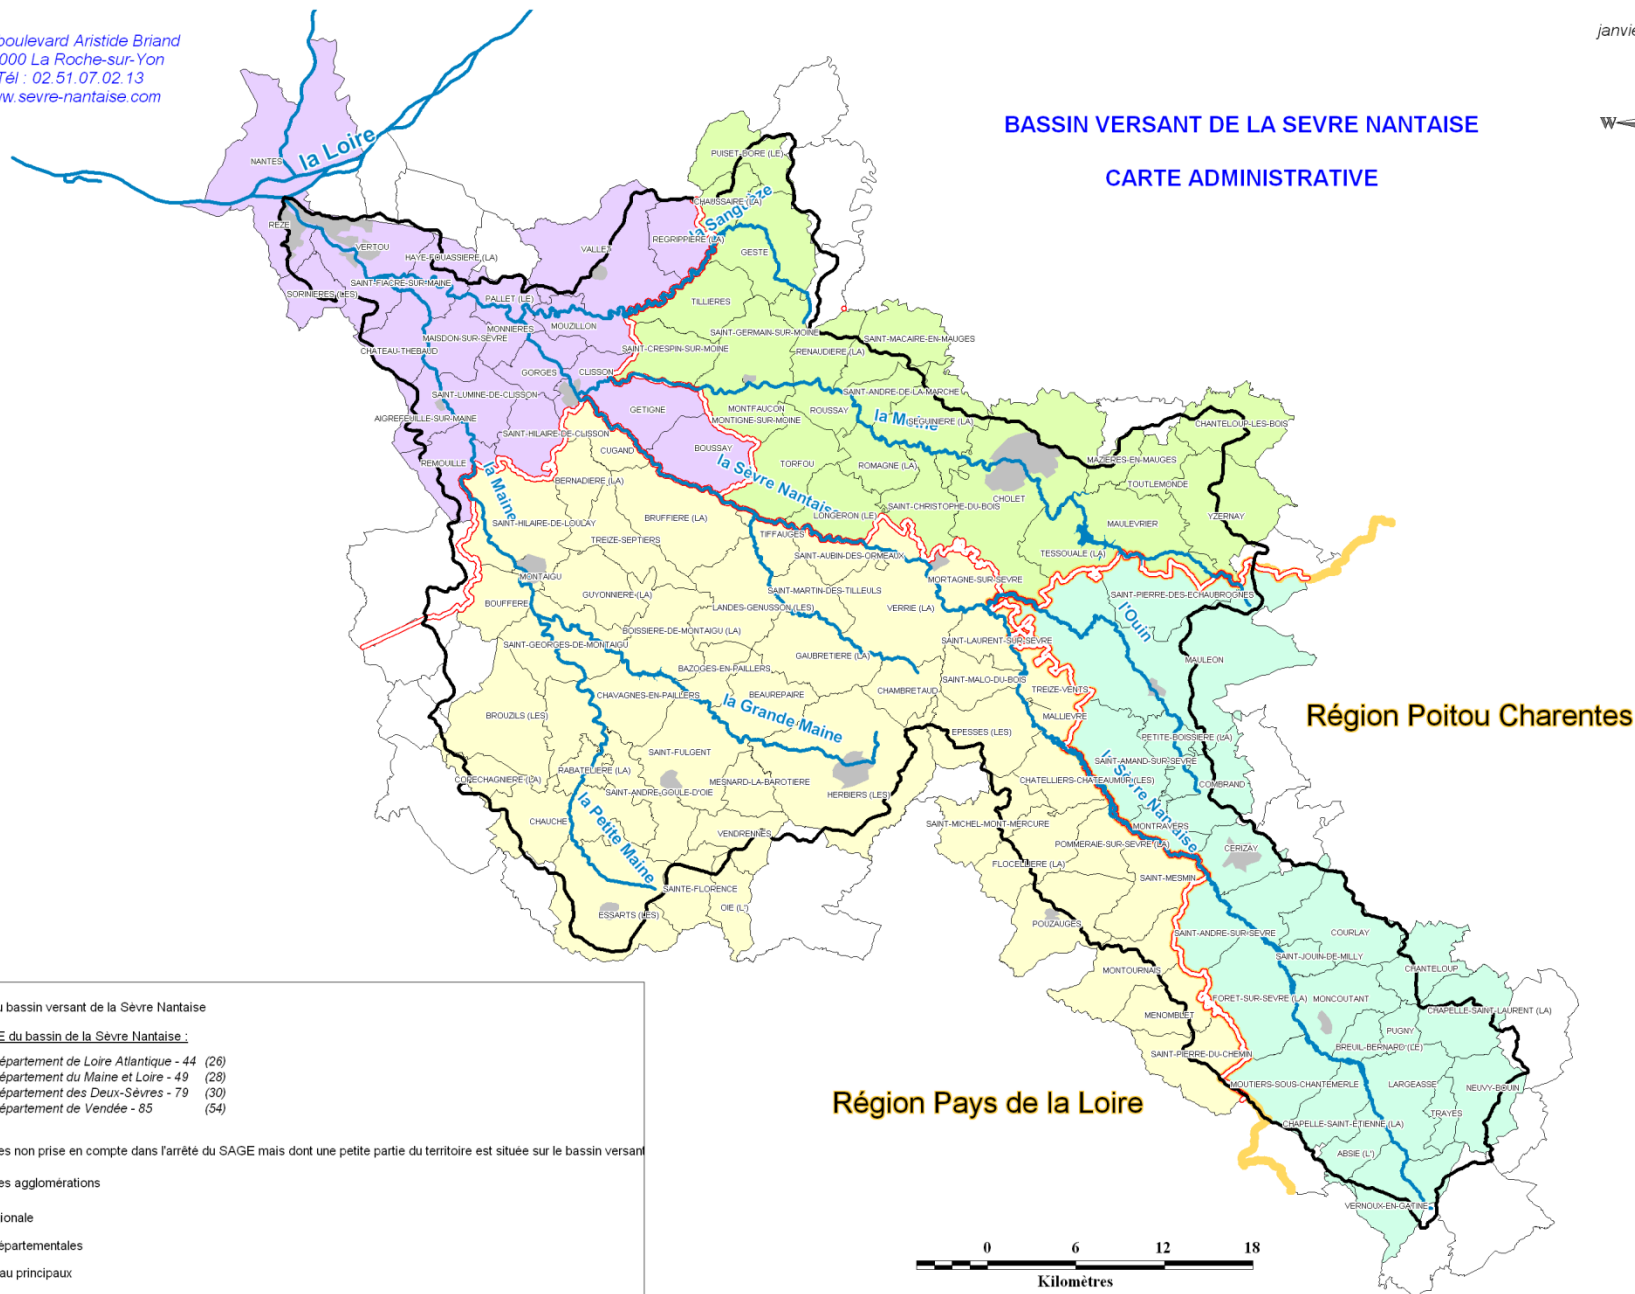 boulevard Aristide Briand
000 La Roche-sur-Yon
Tél : 02.51.07.02.13
w.sevre-nantaise.com
janvie
BASSIN VERSANT DE LA SEVRE NANTAISE
CARTE ADMINISTRATIVE
W
la Loire
NANTES
PUISET-DORE (LE)
CHAUSSAIRE (LA)
la Sanguèze
REZE
VERTOU
HAYE-FOUASSIERE (LA)
VALLET
REGRIPPIERE (LA)
GESTE
SORINIERES (LES)
SAINT-FIACRE-SUR-MAINE
PALLET (LE)
TILLIERES
MONNIERES
MOUZILLON
MAISDON-SUR-SÈVRE
CHATEAU-THEBAUD
SAINT-GERMAIN-SUR-MOINE
SAINT-MACAIRE-EN-MAUGES
SAINT-CRESPIN-SUR-MOINE
RENAUDIERE (LA)
GORGES
CLISSON
SAINT-LUMINE-DE-CLISSON
SAINT-ANDRE-DE-LA-MARCHE
GETIGNE
MONTFAUCON
ROUSSAY
la Moine
AIGREFEUILLE-SUR-MAINE
MONTIGNE-SUR-MOINE
SEGUINIERE (LA)
CHANTELOUP-LES-BOIS
SAINT-HILAIRE-DE-CLISSON
CUGAND
BOUSSAY
REMOUILLE
la Sèvre Nantaise
TORFOU
ROMAGNE (LA)
MAZIERES-EN-MAUGES
la Maine
BERNADIERE (LA)
TOUTLEMONDE
CHOLET
SAINT-CHRISTOPHE-DU-BOIS
LONGERON (LE)
YZERNAY
SAINT-HILAIRE-DE-LOULAY
BRUFFIERE (LA)
MAULEVRIER
TREIZE-SEPTIERS
TIFFAUGES
SAINT-AUBIN-DES-ORMEAUX
TESSOUALE (LA)
MONTAIGU
MORTAGNE-SUR-SEVRE
GUYONNIERE (LA)
SAINT-MARTIN-DES-TILLEULS
SAINT-PIERRE-DES-ECHAUBROGNES
BOUFFERE
LANDES-GENUSSON (LES)
VERRIE (LA)
l'Ouin
BOISSIERE-DE-MONTAIGU (LA)
SAINT-GEORGES-DE-MONTAIGU
SAINT-LAURENT-SUR-SEVRE
GAUBRETIERE (LA)
MAULEON
BAZOGES-EN-PAILLERS
SAINT-MALO-DU-BOIS
CHAVAGNES-EN-PAILLERS
BEAUREPAIRE
CHAMBRETAUD
TREIZE-VENTS
la Grande Maine
BROUZILS (LES)
MALLIEVRE
Région Poitou Charentes
EPESSES (LES)
PETITE-BOISSIERE (LA)
SAINT-FULGENT
SAINT-AMAND-SUR-SEVRE
COPECHAGNIERE (LA)
RABATELIERE (LA)
MESNARD-LA-BAROTIERE
CHATELLIERS-CHATEAUMUR (LES)
COMBRAND
SAINT-ANDRE-GOULE-D'OIE
HERBIERS (LES)
la Sèvre Nantaise
la Petite Maine
CHAUCHE
SAINT-MICHEL-MONT-MERCURE
MONTRAVERS
VENDRENNES
POMMERAIE-SUR-SEVRE (LA)
CERIZAY
FLOCELLIERE (LA)
SAINTE-FLORENCE
SAINT-MESMIN
OIE (L')
ESSARTS (LES)
POUZAUGES
SAINT-ANDRE-SUR-SEVRE
COURLAY
SAINT-JOUIN-DE-MILLY
MONTOURNAIS
CHANTELOUP
FORET-SUR-SEVRE (LA)
MONCOUTANT
CHAPELLE-SAINT-LAURENT (LA)
MENOMBLET
PUGNY
BREUIL-BERNARD (LE)
SAINT-PIERRE-DU-CHEMIN
MOUTIERS-SOUS-CHANTEMERLE
LARGEASSE
NEUVY-BOUIN
Région Pays de la Loire
TRAYES
CHAPELLE-SAINT-ÉTIENNE (LA)
ABSIE (L')
VERNOUX-EN-GATINE
u bassin versant de la Sèvre Nantaise
E du bassin de la Sèvre Nantaise :
épartement de Loire Atlantique - 44 (26)
épartement du Maine et Loire - 49 (28)
épartement des Deux-Sèvres - 79 (30)
épartement de Vendée - 85 (54)
es non prise en compte dans l'arrêté du SAGE mais dont une petite partie du territoire est située sur le bassin versant
es agglomérations
ionale
épartementales
au principaux
0 6 12 18
Kilomètres